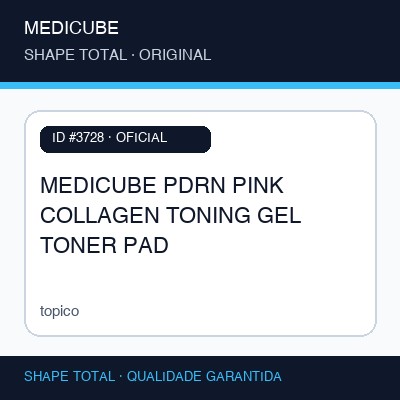 MEDICUBE
SHAPE TOTAL · ORIGINAL
ID #3728 · OFICIAL
MEDICUBE PDRN PINK
COLLAGEN TONING GEL
TONER PAD
topico
SHAPE TOTAL · QUALIDADE GARANTIDA